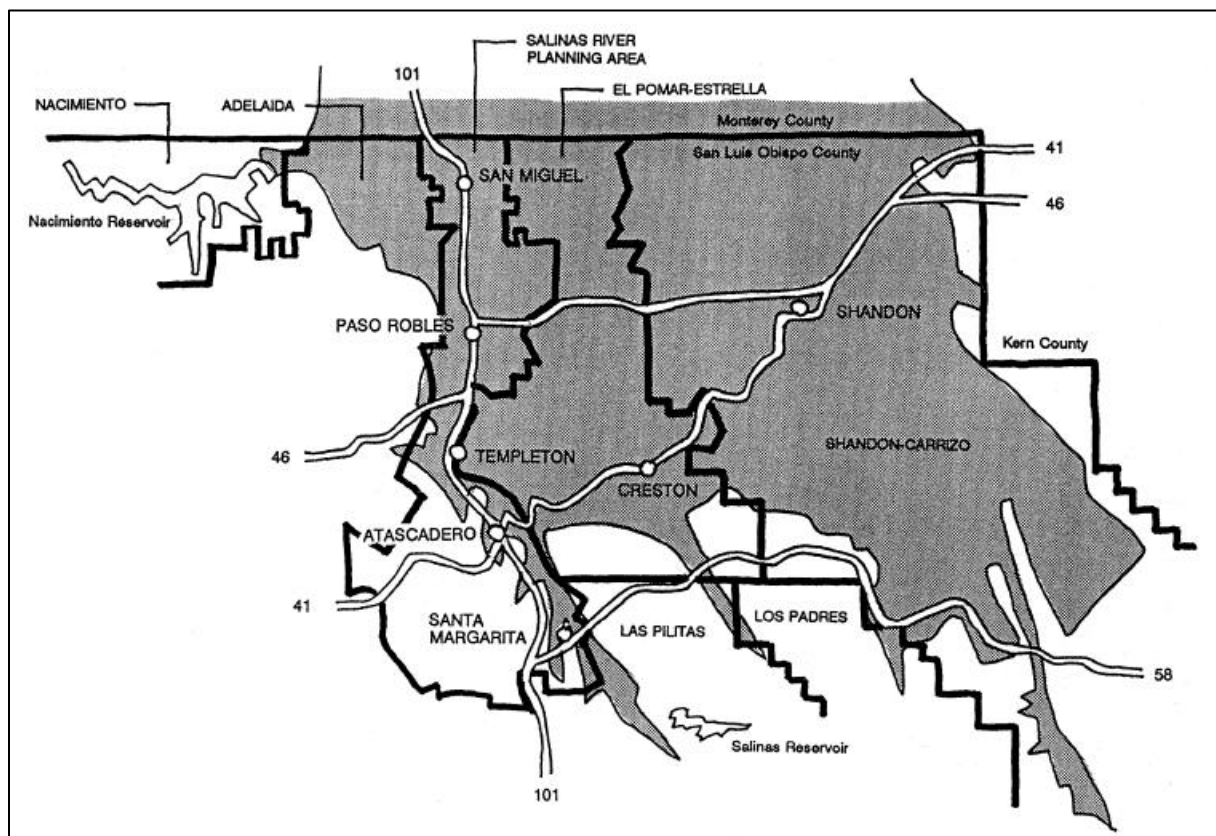 SALINAS RIVER
PLANNING AREA
101
EL POMAR-ESTRELLA
NACIMIENTO
ADELAIDA
Monterey County
San Luis Obispo County
41
SAN MIGUEL
46
Nacimiento Reservoir
PASO ROBLES
SHANDON
Kern County
46
TEMPLETON
SHANDON-CARRIZO
CRESTON
ATASCADERO
41
SANTA
MARGARITA
LAS PILITAS
LOS PADRES
58
Salinas Reservoir
101